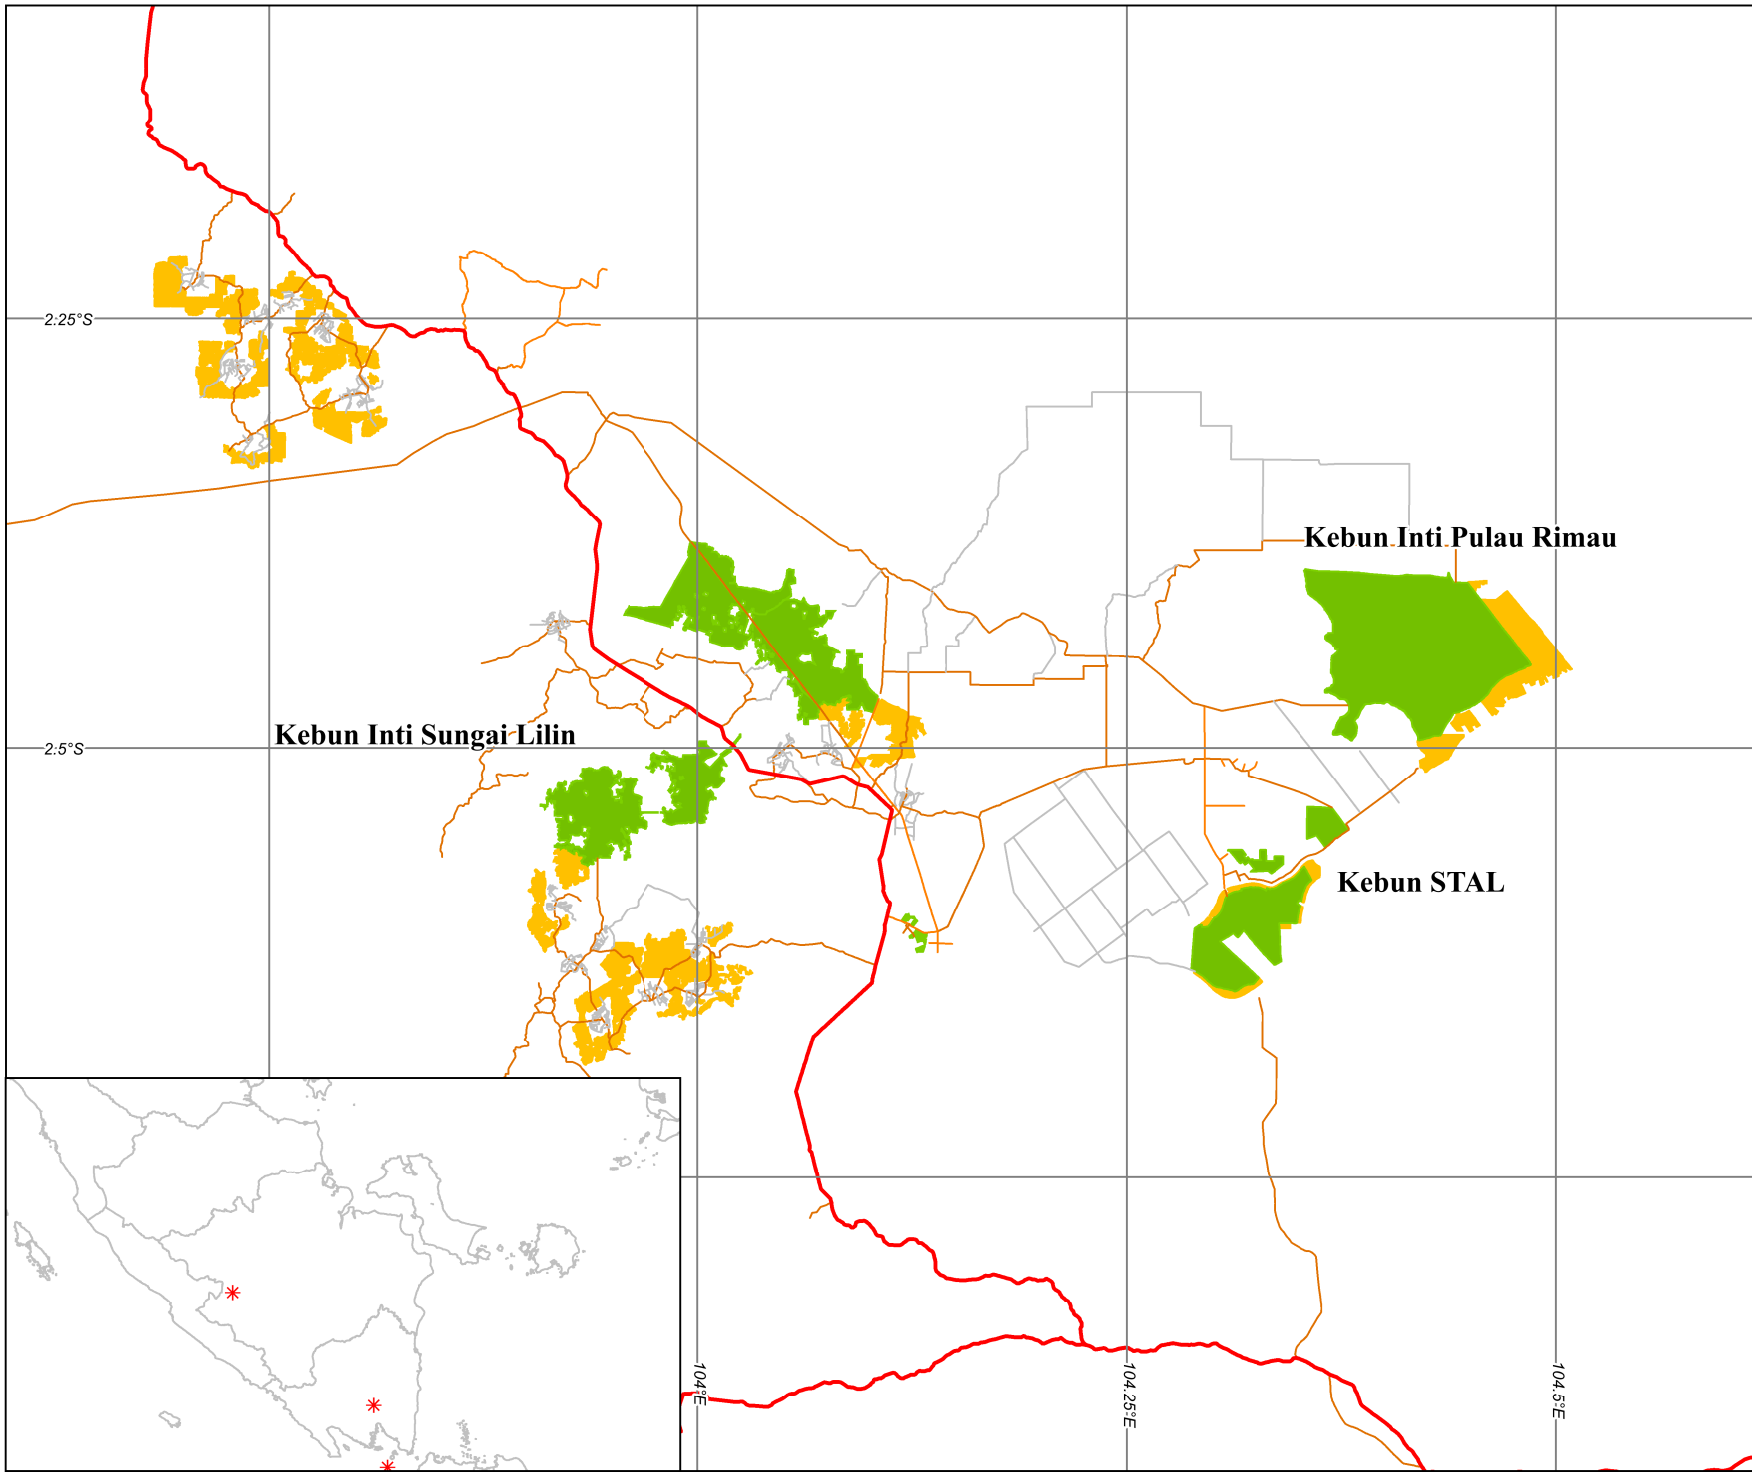 2.25°S
Kebun Inti Pulau Rimau
Kebun Inti Sungai Lilin
2.5°S
Kebun STAL
104°E
104.25°E
104.5°E